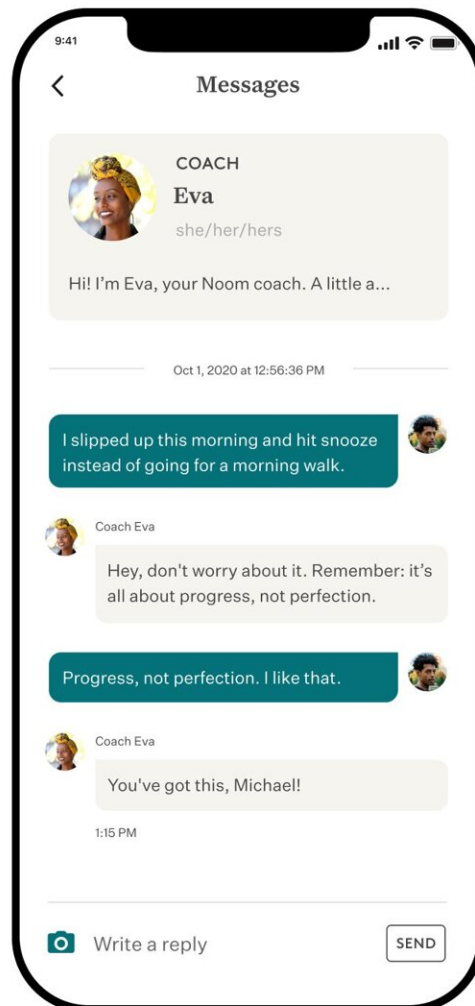 9:41
Messages
COACH
Eva
she/her/hers
Hi! I’m Eva, your Noom coach. A little a...
Oct 1, 2020 at 12:56:36 PM
I slipped up this morning and hit snooze
instead of going for a morning walk.
Coach Eva
Hey, don't worry about it. Remember: it’s
all about progress, not perfection.
Progress, not perfection. I like that.
Coach Eva
You've got this, Michael!
1:15 PM
Write a reply
SEND